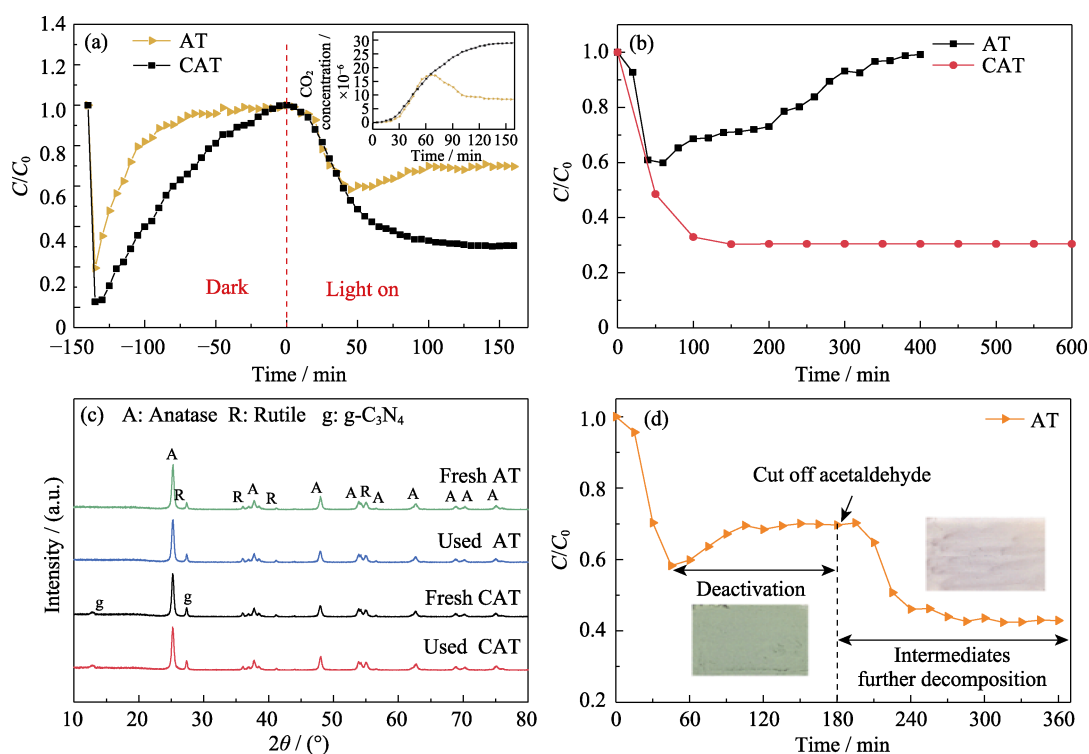 (a)
AT
CAT
CO₂
concentration /
×10⁻⁶
30
25
20
15
10
5
0
0 30 60 90 120 150
Time / min
Dark
Light on
C/C₀
1.2
1.0
0.8
0.6
0.4
0.2
0
−150 −100 −50 0 50 100 150
Time / min
(b)
AT
CAT
C/C₀
1.0
0.8
0.6
0.4
0.2
0
0 100 200 300 400 500 600
Time / min
(c) A: Anatase R: Rutile g: g-C₃N₄
A
R R A R A A R A A A A A
Fresh AT
Used AT
g g
Fresh CAT
Used CAT
Intensity / (a.u.)
10 20 30 40 50 60 70 80
2θ / (°)
(d)
AT
Cut off acetaldehyde
Deactivation
Intermediates
further decomposition
C/C₀
1.0
0.8
0.6
0.4
0.2
0 60 120 180 240 300 360
Time / min